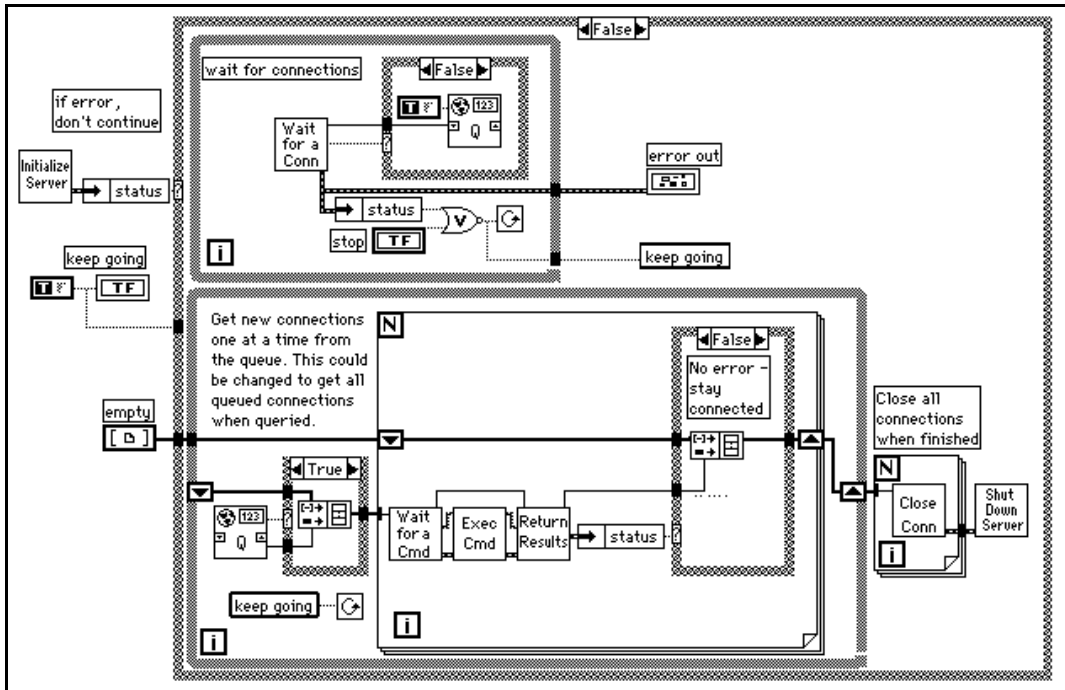 False
wait for connections
False
T F
123
Q
if error,
don't continue
Wait
for a
Conn
Initialize
Server
status
error out
status
V
stop
TF
i
keep going
keep going
T F
TF
Get new connections
one at a time from
the queue. This could
be changed to get all
queued connections
when queried.
N
False
No error -
stay
connected
empty
Close all
connections
when finished
True
N
123
Q
Wait
for a
Cmd
Exec
Cmd
Return
Results
status
Close
Conn
Shut
Down
Server
i
keep going
i
i